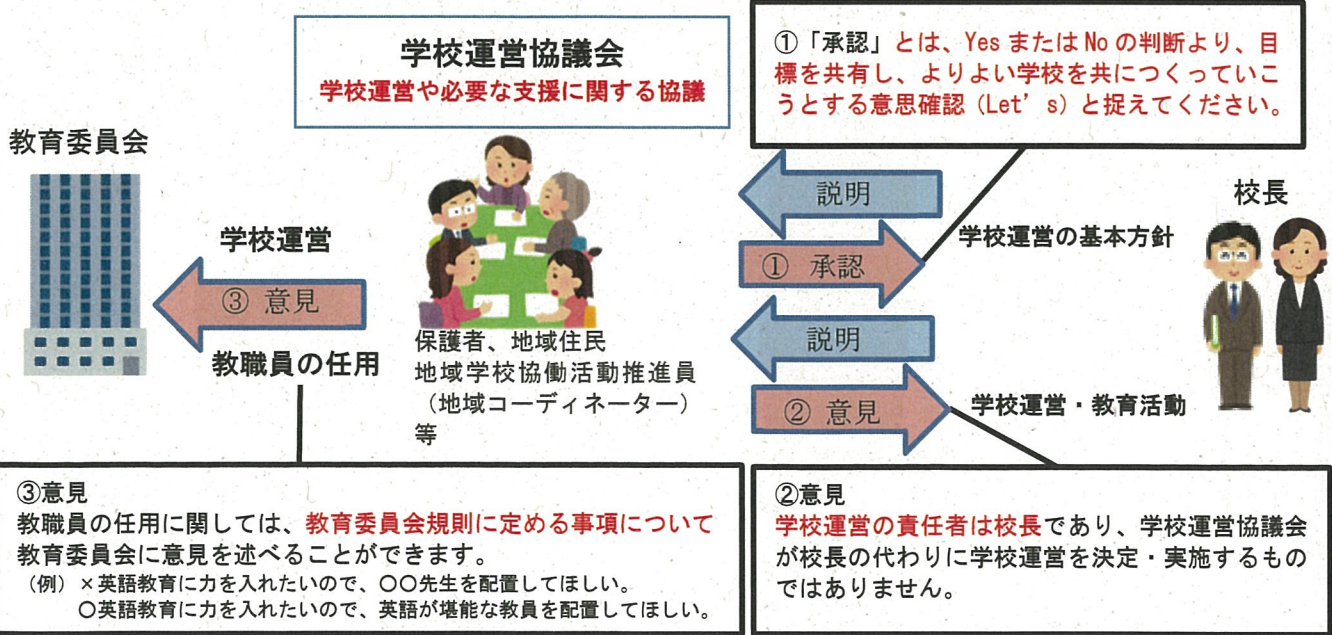 学校運営協議会
学校運営や必要な支援に関する協議
①「承認」とは、Yes または No の判断より、目
標を共有し、よりよい学校を共につくっていこ
うとする意思確認（Let’s）と捉えてください。
教育委員会
学校運営
③ 意見
教職員の任用
保護者、地域住民
地域学校協働活動推進員
（地域コーディネーター）
等
説明
① 承認
学校運営の基本方針
説明
② 意見
学校運営・教育活動
校長
③意見
教職員の任用に関しては、教育委員会規則に定める事項について
教育委員会に意見を述べることができます。
（例）×英語教育に力を入れたいので、〇〇先生を配置してほしい。
〇英語教育に力を入れたいので、英語が堪能な教員を配置してほしい。
②意見
学校運営の責任者は校長であり、学校運営協議会
が校長の代わりに学校運営を決定・実施するもの
ではありません。